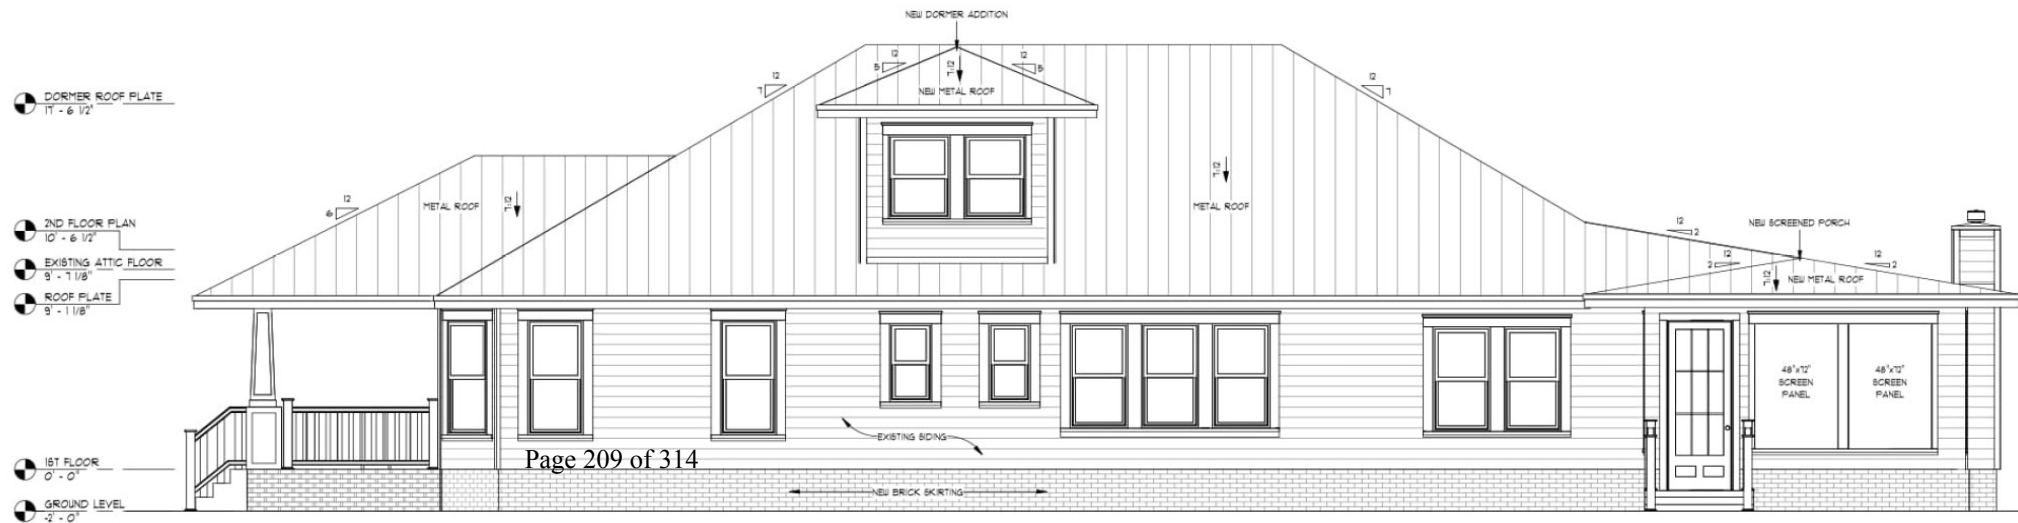 NEW DORMER ADDITION
12
12
5
5
7:12
NEW METAL ROOF
12
7
12
7
DORMER ROOF PLATE
17' - 6 1/2"
7:12
METAL ROOF
12
6
METAL ROOF
7:12
2ND FLOOR PLAN
10' - 6 1/2"
12
2
NEW SCREENED PORCH
12
2
12
2
EXISTING ATTIC FLOOR
9' - 7 1/8"
7:12
NEW METAL ROOF
ROOF PLATE
9' - 1 1/8"
48"x72"
SCREEN
PANEL
48"x72"
SCREEN
PANEL
EXISTING SIDING
Page 209 of 314
1ST FLOOR
0' - 0"
NEW BRICK SKIRTING
GROUND LEVEL
-2' - 0"